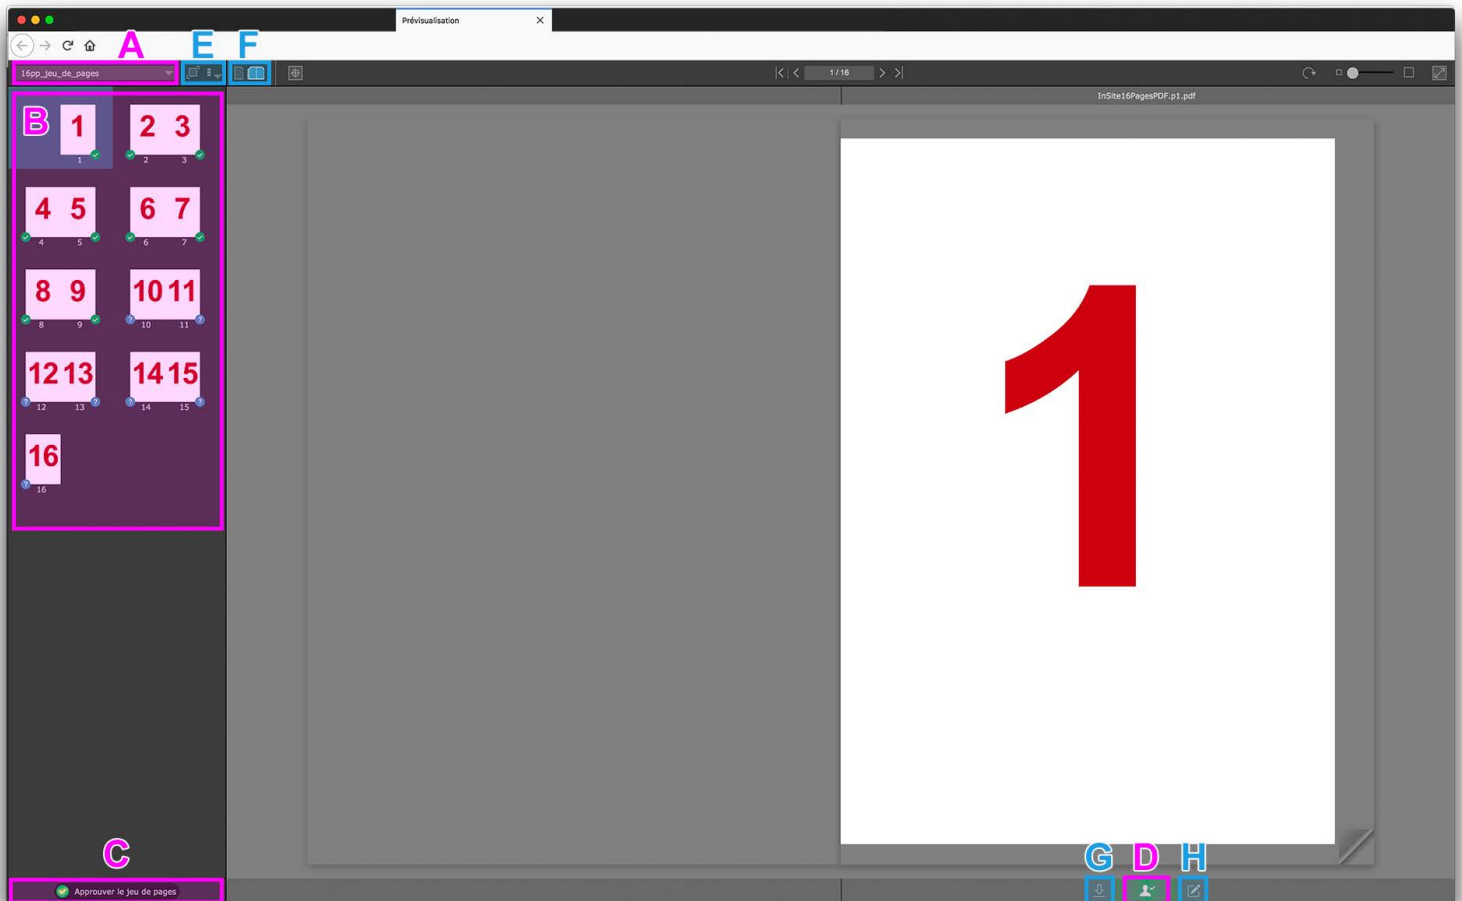 Prévisualisation
A
E
F
16pp_jeu_de_pages
1 / 16
InSite16PagesPDF.p1.pdf
B
1
2 3
1
2 3
4 5
6 7
4 5
6 7
8 9
10 11
8 9
10 11
12 13
14 15
12 13
14 15
16
16
1
C
G
D
H
Approuver le jeu de pages